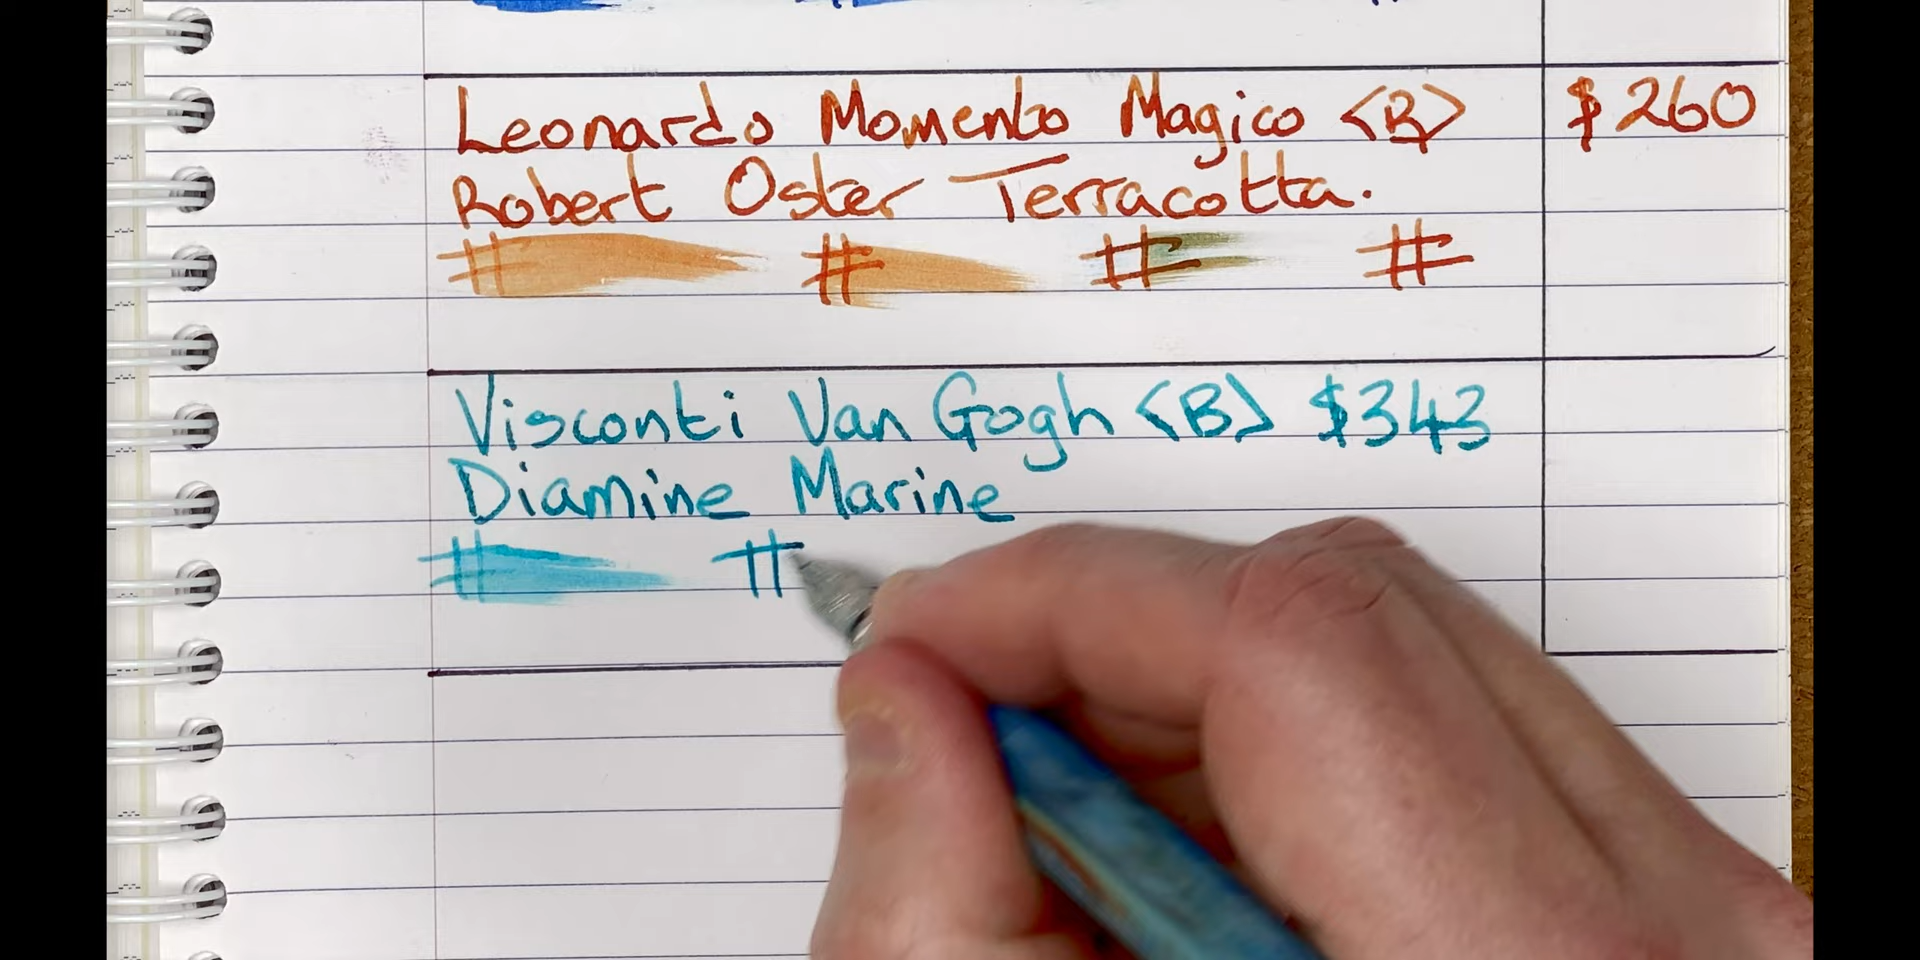 Leonardo Momento Magico <B> $260
Robert Oster Terracotta.
# # # #
Visconti Van Gogh <B> $343
Diamine Marine
#